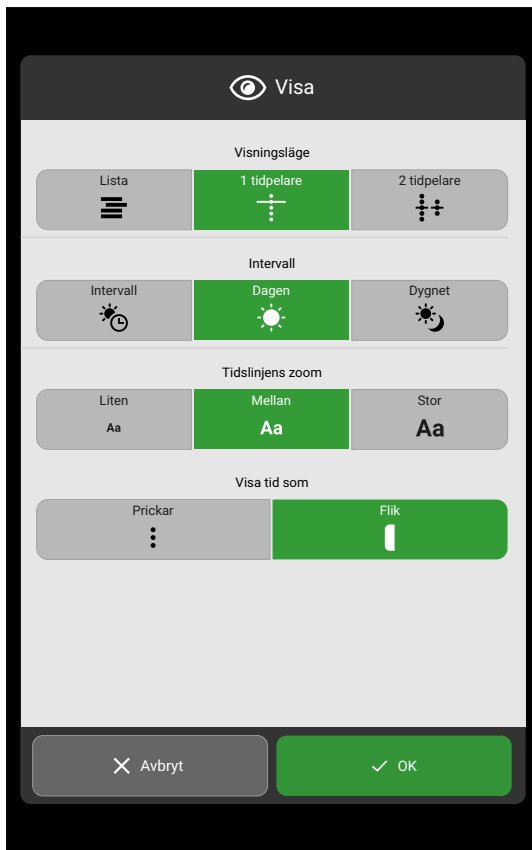 Visa
Visningsläge
Lista 1 tidpelare 2 tidpelare
Intervall
Intervall Dagen Dygnet
Tidslinjens zoom
Liten Mellan Stor
Aa Aa Aa
Visa tid som
Prickar Flik
Avbryt OK